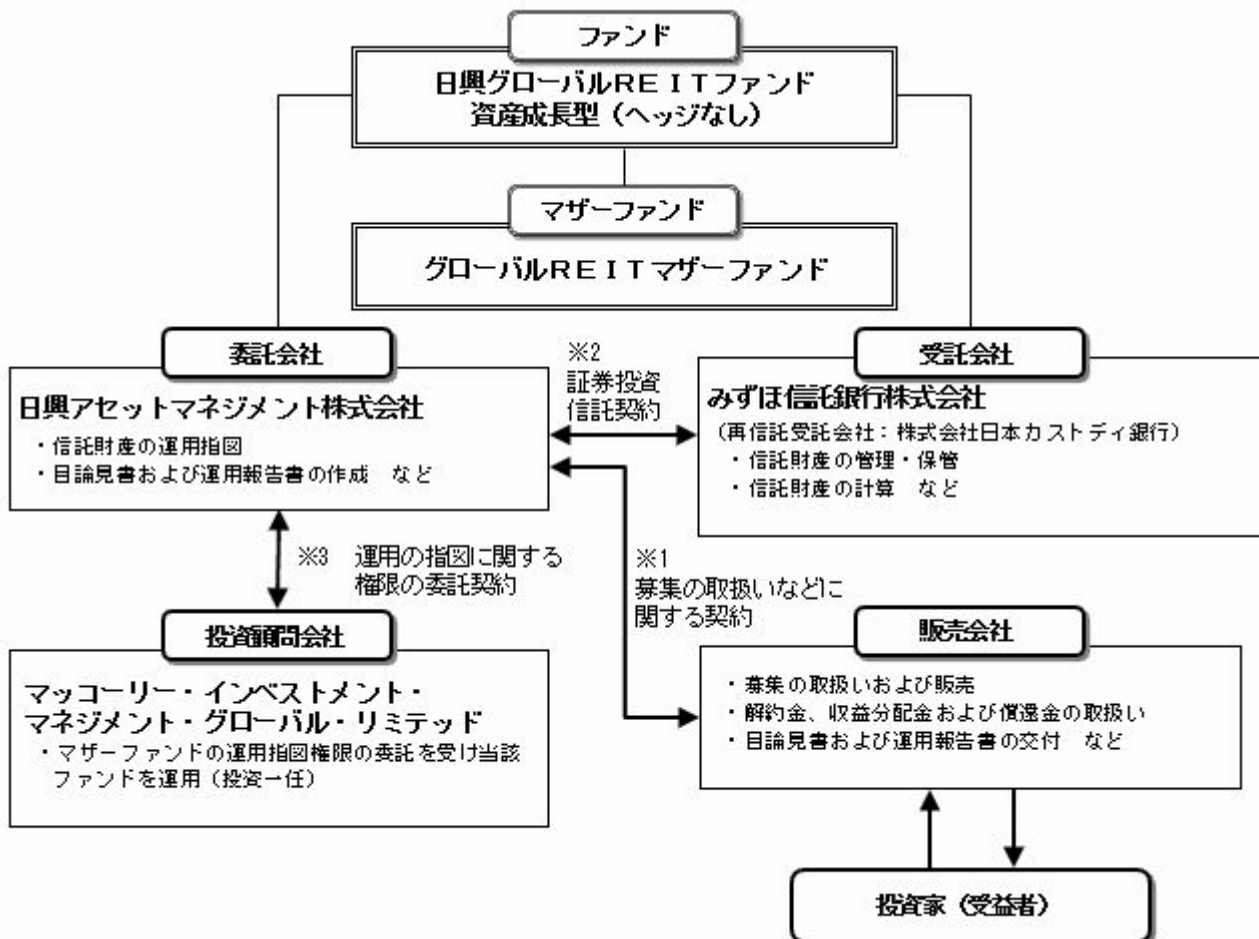 ファンド
日興グローバルREITファンド
資産成長型（ヘッジなし）
マザーファンド
グローバルREITマザーファンド
委託会社
日興アセットマネジメント株式会社
・信託財産の運用指図
・目論見書および運用報告書の作成　など
※2
証券投資
信託契約
受託会社
みずほ信託銀行株式会社
（再信託受託会社：株式会社日本カストディ銀行）
・信託財産の管理・保管
・信託財産の計算　など
※3　運用の指図に関する
権限の委託契約
※1
募集の取扱いなどに
関する契約
投資顧問会社
マッコーリー・インベストメント・
マネジメント・グローバル・リミテッド
・マザーファンドの運用指図権限の委託を受け当該
ファンドを運用（投資一任）
販売会社
・募集の取扱いおよび販売
・解約金、収益分配金および償還金の取扱い
・目論見書および運用報告書の交付　など
投資家（受益者）